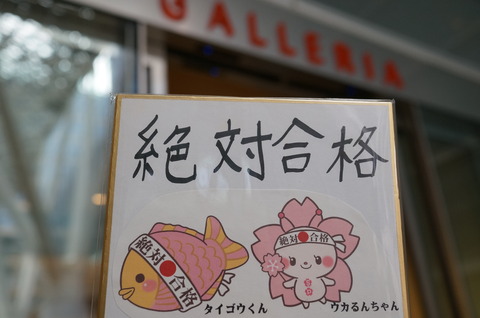 GALLERIA
絶対合格
絶対 合格
絶対 合格
タイゴウくん
ウカるんちゃん